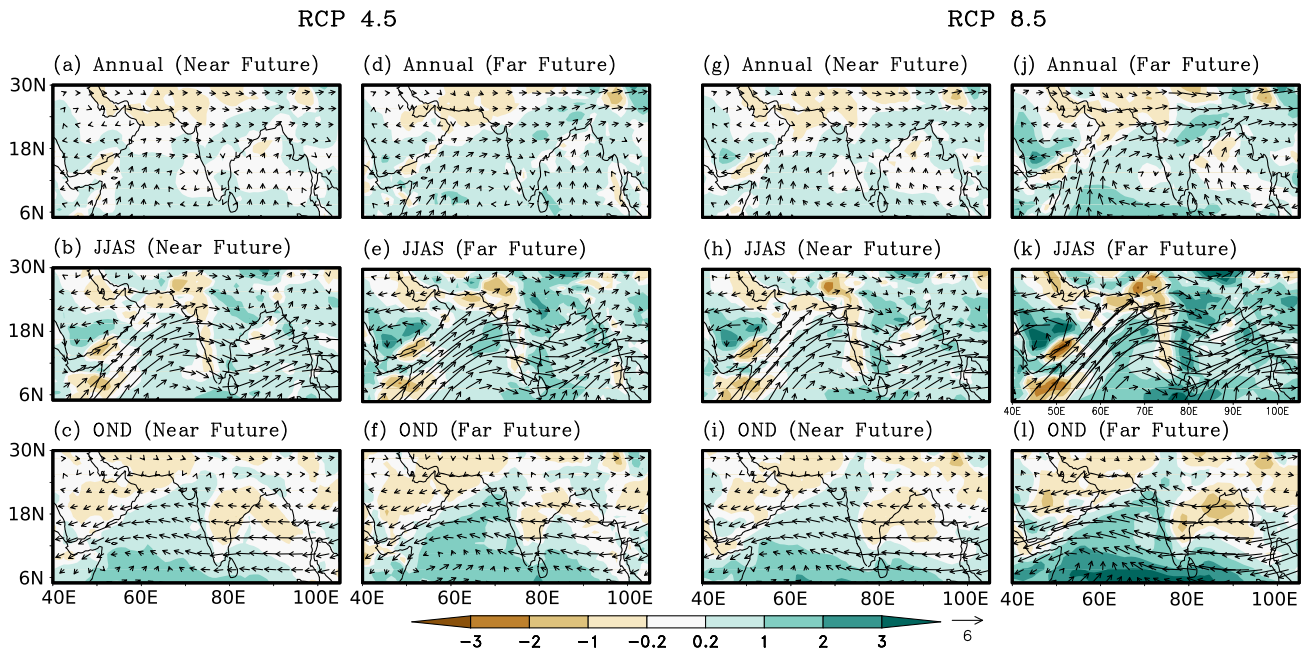 RCP 4.5 RCP 8.5
(a) Annual (Near Future) (d) Annual (Far Future) (g) Annual (Near Future) (j) Annual (Far Future)
30N
18N
6N
(b) JJAS (Near Future) (e) JJAS (Far Future) (h) JJAS (Near Future) (k) JJAS (Far Future)
30N
18N
6N
40E 50E 60E 70E 80E 90E 100E
(c) OND (Near Future) (f) OND (Far Future) (i) OND (Near Future) (l) OND (Far Future)
30N
18N
6N
40E 60E 80E 100E 40E 60E 80E 100E 40E 60E 80E 100E 40E 60E 80E 100E
-3 -2 -1 -0.2 0.2 1 2 3 6